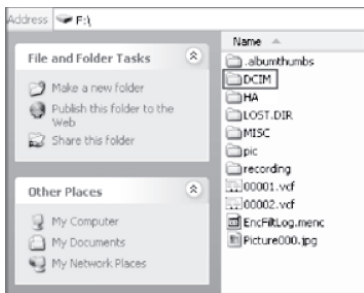 Address F:\
File and Folder Tasks
Make a new folder
Publish this folder to the
Web
Share this folder
Other Places
My Computer
My Documents
My Network Places
Name
.albumthumbs
DCIM
HA
LOST.DIR
MISC
pic
recording
00001.vcf
00002.vcf
EncFiltLog.menc
Picture000.jpg